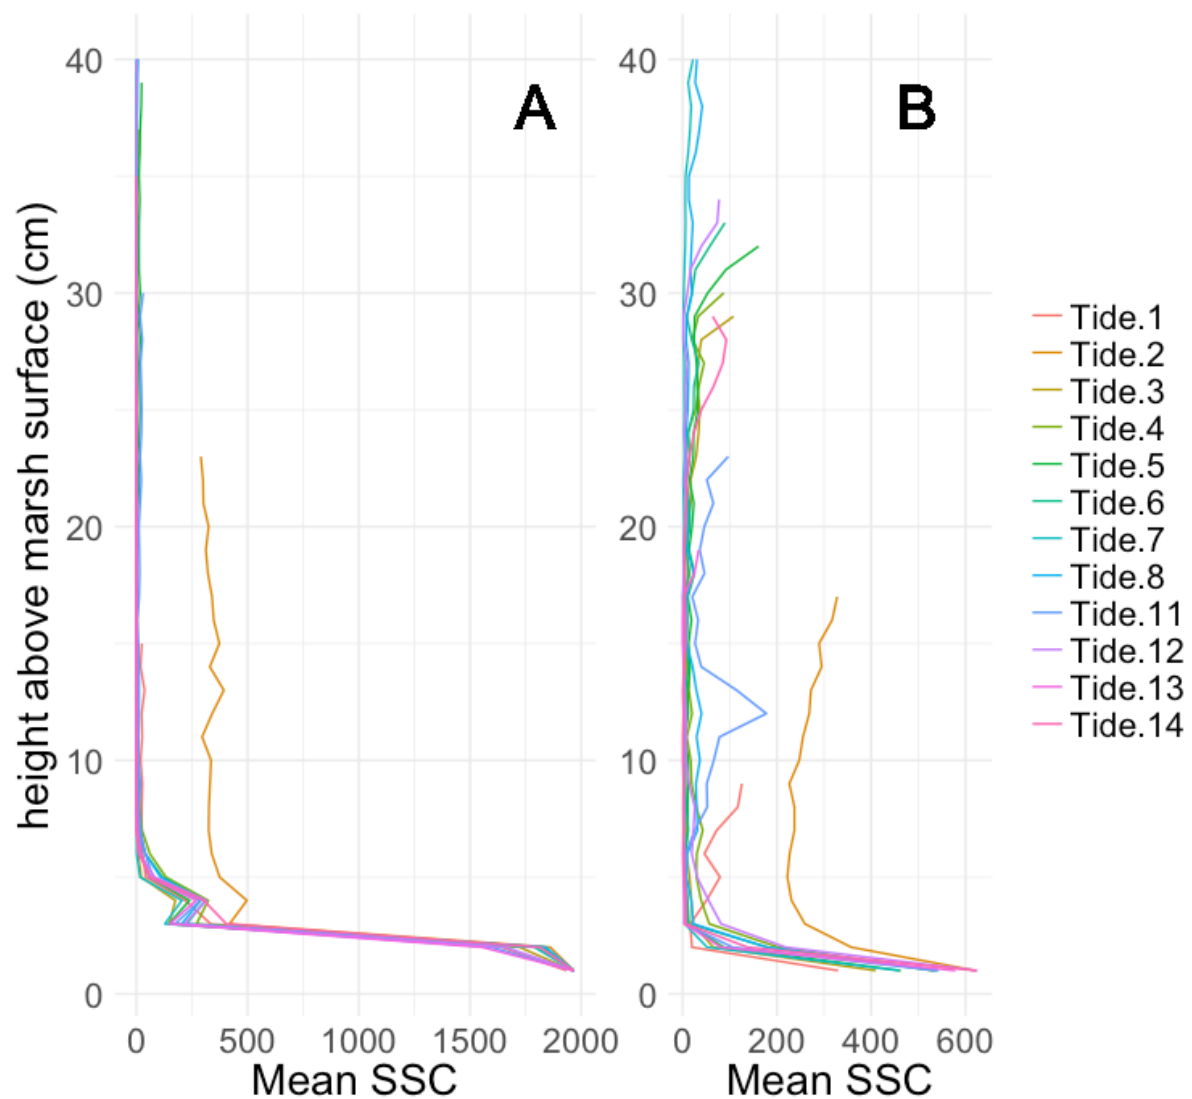 A
B
height above marsh surface (cm)
40
30
20
10
0
40
30
20
10
0
0 500 1000 1500 2000
0 200 400 600
Mean SSC
Mean SSC
Tide.1
Tide.2
Tide.3
Tide.4
Tide.5
Tide.6
Tide.7
Tide.8
Tide.11
Tide.12
Tide.13
Tide.14